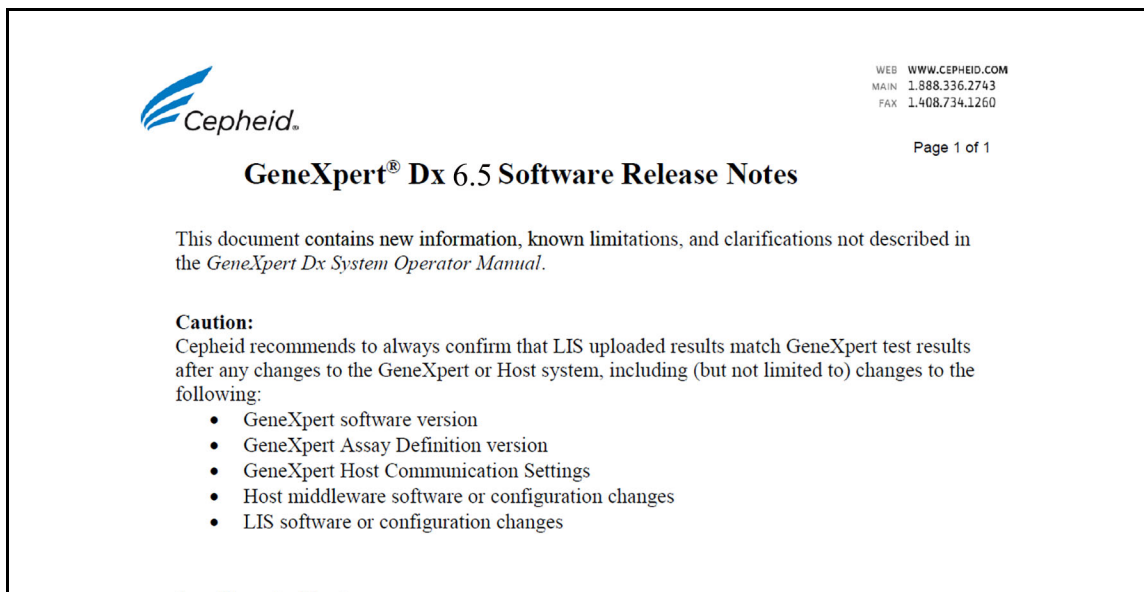 Cepheid®
WEB WWW.CEPHEID.COM
MAIN 1.888.336.2743
FAX 1.408.734.1260
Page 1 of 1
GeneXpert® Dx 6.5 Software Release Notes
This document contains new information, known limitations, and clarifications not described in
the GeneXpert Dx System Operator Manual.
Caution:
Cepheid recommends to always confirm that LIS uploaded results match GeneXpert test results
after any changes to the GeneXpert or Host system, including (but not limited to) changes to the
following:
• GeneXpert software version
• GeneXpert Assay Definition version
• GeneXpert Host Communication Settings
• Host middleware software or configuration changes
• LIS software or configuration changes